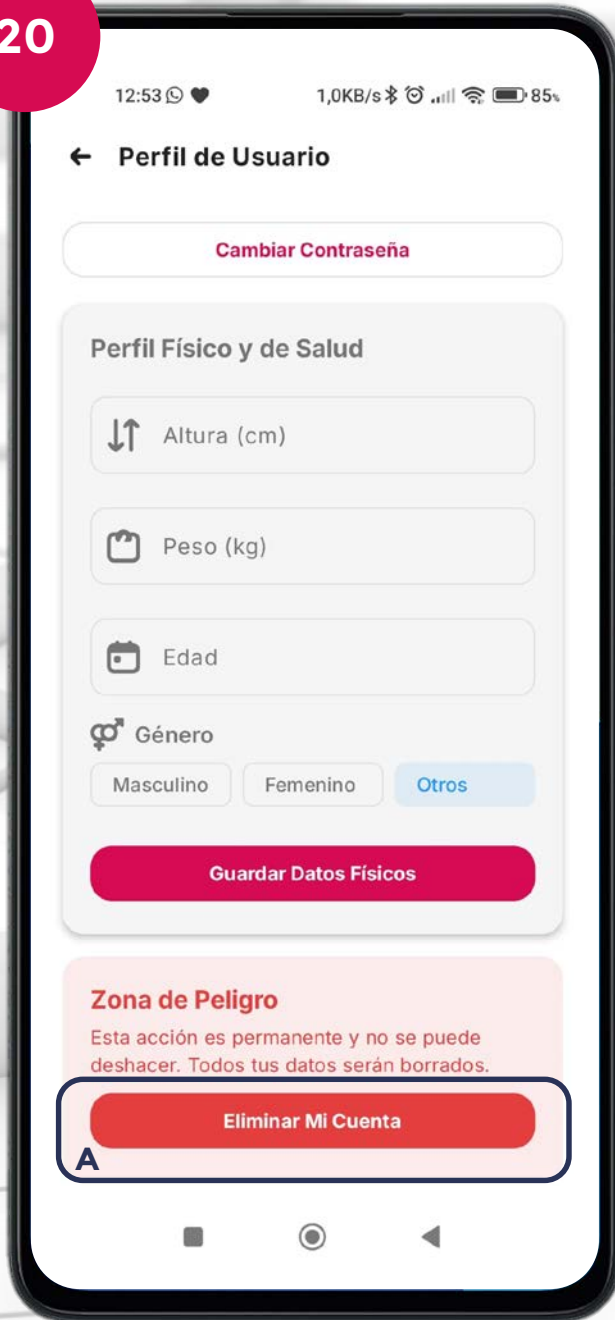 20
12:53 1,0KB/s 85%
Perfil de Usuario
Cambiar Contraseña
Perfil Físico y de Salud
Altura (cm)
Peso (kg)
Edad
Género
Masculino Femenino Otros
Guardar Datos Físicos
Zona de Peligro
Esta acción es permanente y no se puede
deshacer. Todos tus datos serán borrados.
Eliminar Mi Cuenta
A